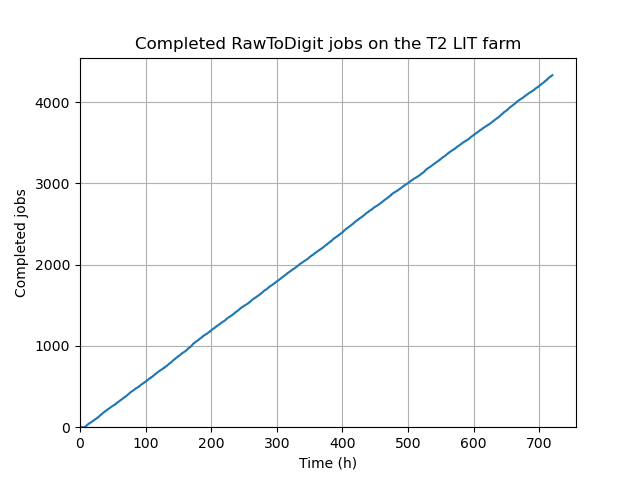 Completed RawToDigit jobs on the T2 LIT farm
4000
3000
2000
1000
0
Completed jobs
0 100 200 300 400 500 600 700
Time (h)